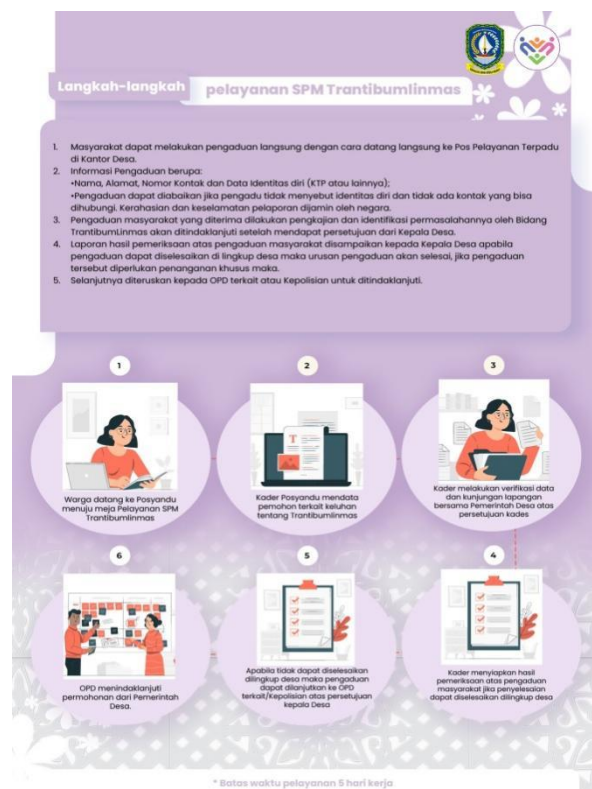 Langkah-langkah pelayanan SPM Trantibumlinmas
1. Masyarakat dapat melakukan pengaduan langsung dengan cara datang langsung ke Pos Pelayanan Terpadu
di Kantor Desa.
2. Informasi Pengaduan berupa:
•Nama, Alamat, Nomor Kontak dan Data Identitas diri (KTP atau lainnya);
•Pengaduan dapat diabaikan jika pengadu tidak menyebut identitas diri dan tidak ada kontak yang bisa
dihubungi. Kerahasian dan keselamatan pelaporan dijamin oleh negara.
3. Pengaduan masyarakat yang diterima dilakukan pengkajian dan identifikasi permasalahannya oleh Bidang
TrantibumLinmas akan ditindaklanjuti setelah mendapat persetujuan dari Kepala Desa.
4. Laporan hasil pemeriksaan atas pengaduan masyarakat disampaikan kepada Kepala Desa apabila
pengaduan dapat diselesaikan di lingkup desa maka urusan pengaduan akan selesai, jika pengaduan
tersebut diperlukan penanganan khusus maka.
5. Selanjutnya diteruskan kepada OPD terkait atau Kepolisian untuk ditindaklanjuti.
1
Warga datang ke Posyandu
menuju meja Pelayanan SPM
Trantibumlinmas
2
Kader Posyandu mendata
pemohon terkait keluhan
tentang Trantibumlinmas
3
Kader melakukan verifikasi data
dan kunjungan lapangan
bersama Pemerintah Desa atas
persetujuan kades
6
OPD menindaklanjuti
permohonan dari Pemerintah
Desa.
5
Apabila tidak dapat diselesaikan
dilingkup desa maka pengaduan
dapat dilanjutkan ke OPD
terkait/Kepolisian atas persetujuan
kepala Desa
4
Kader menyiapkan hasil
pemeriksaan atas pengaduan
masyarakat jika penyelesaian
dapat diselesaikan dilingkup desa
* Batas waktu pelayanan 5 hari kerja